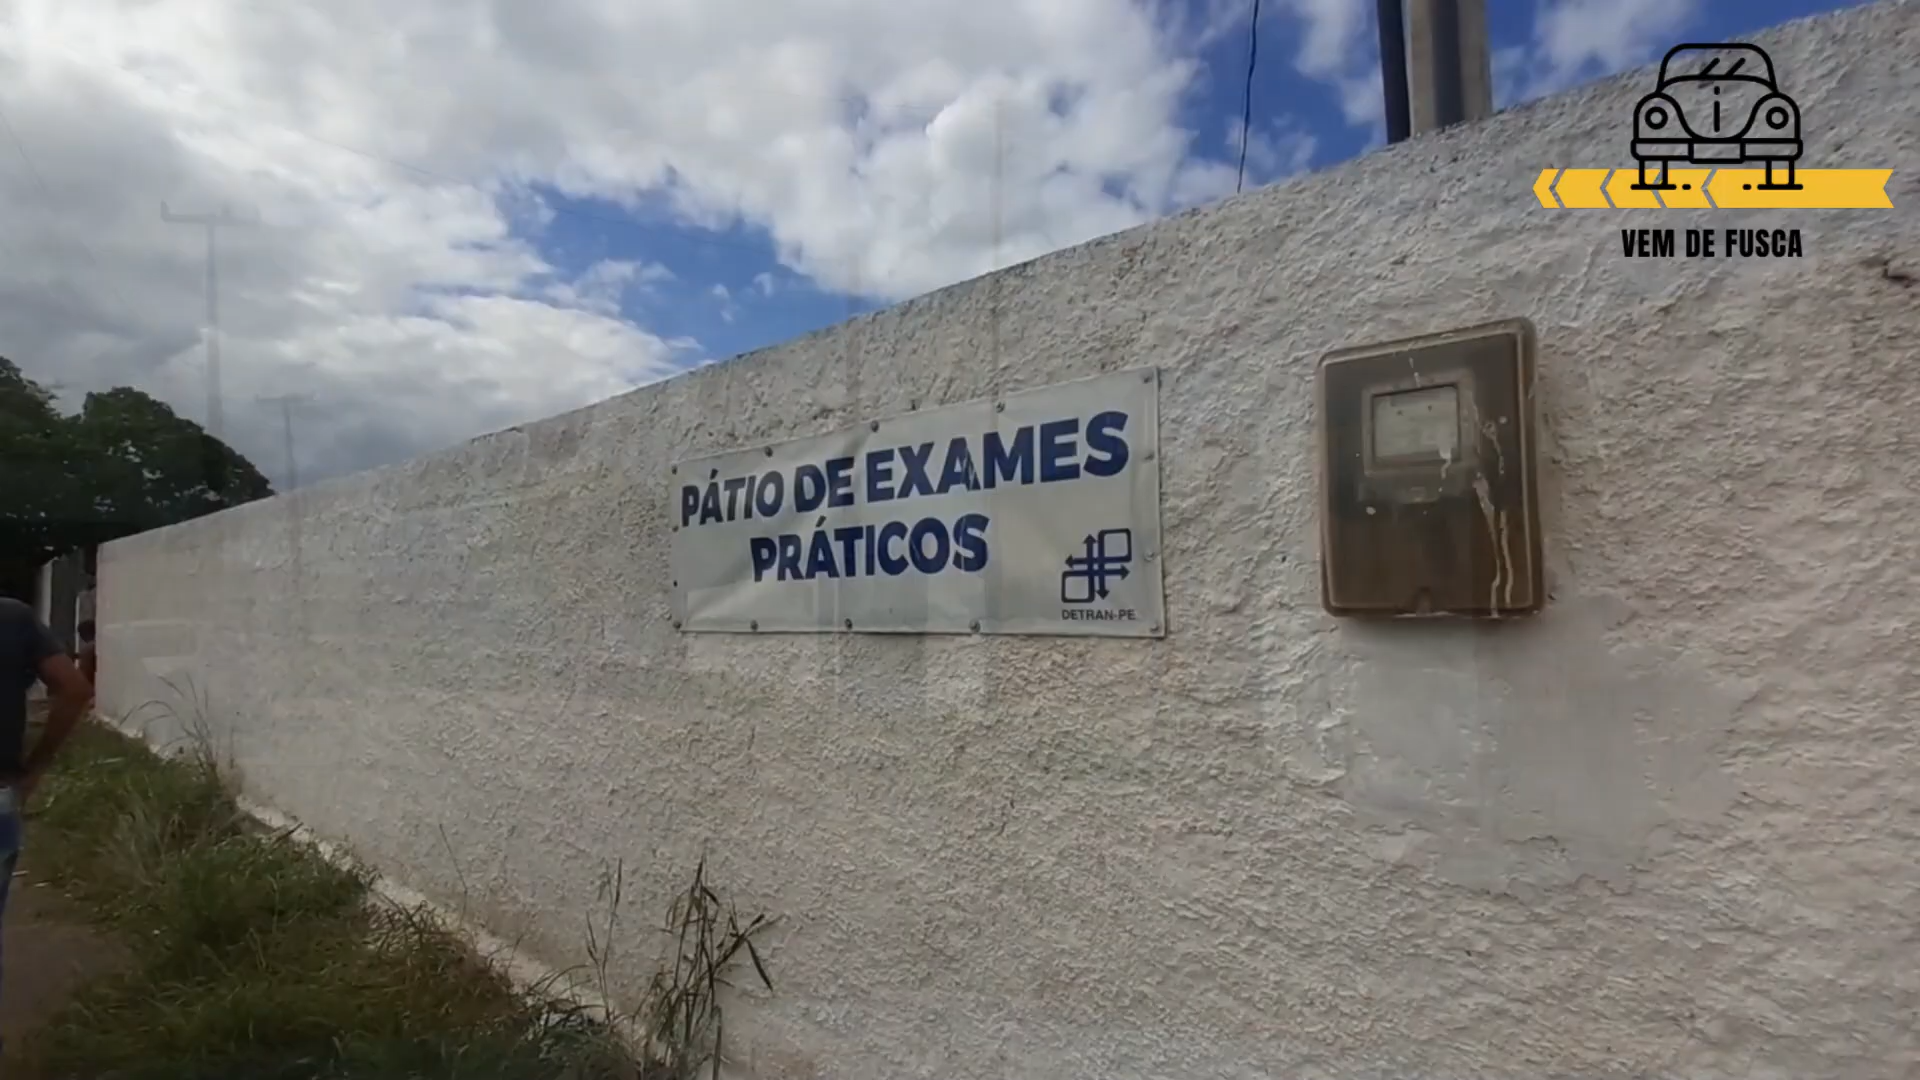 VEM DE FUSCA
PÁTIO DE EXAMES
PRÁTICOS
DETRAN-PE